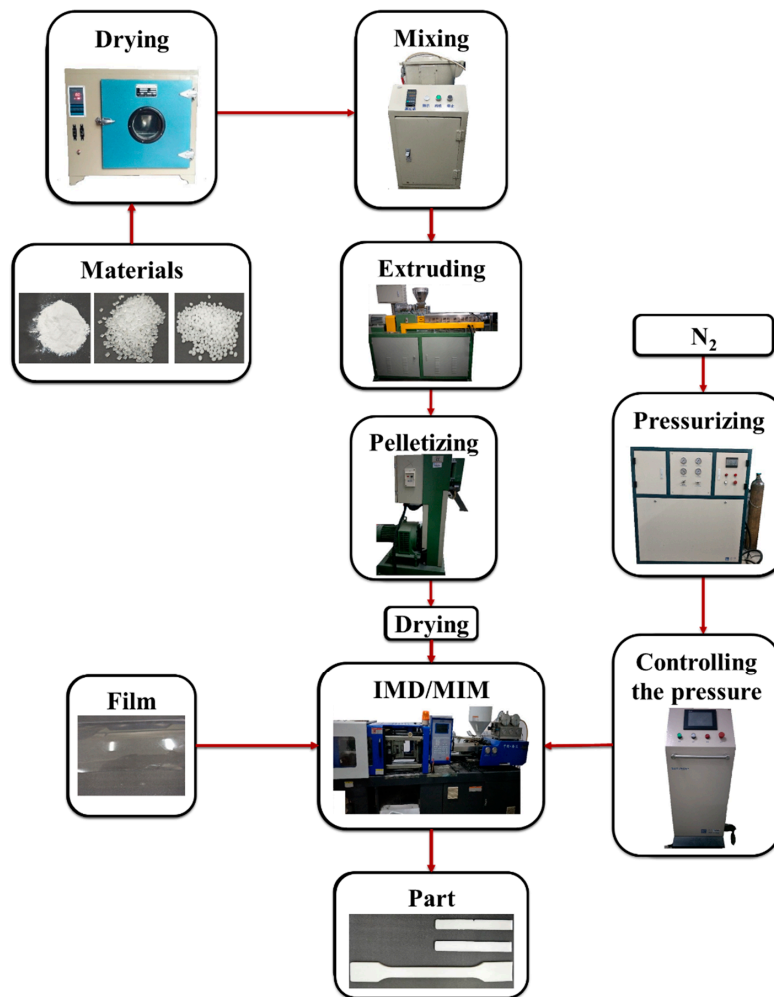 Drying
Mixing
Materials
Extruding
N₂
Pelletizing
Pressurizing
Drying
Film
IMD/MIM
Controlling
the pressure
Part